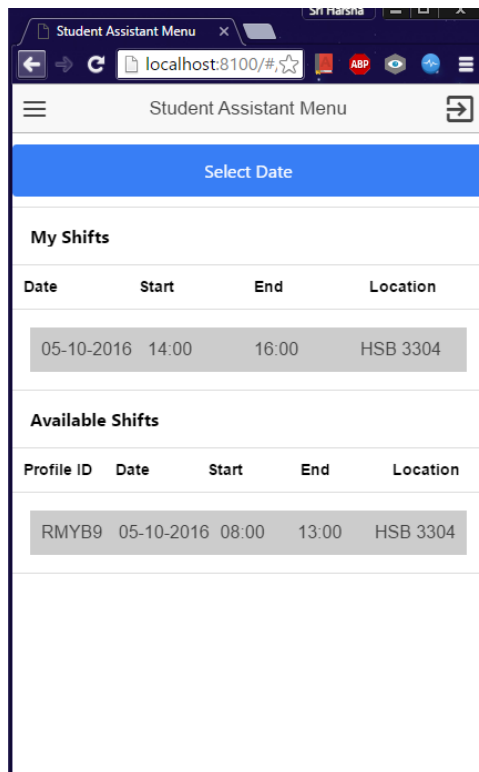 Sri Harsha
Student Assistant Menu
localhost:8100/#,
ABP
Student Assistant Menu
Select Date
My Shifts
Date Start End Location
05-10-2016 14:00 16:00 HSB 3304
Available Shifts
Profile ID Date Start End Location
RMYB9 05-10-2016 08:00 13:00 HSB 3304